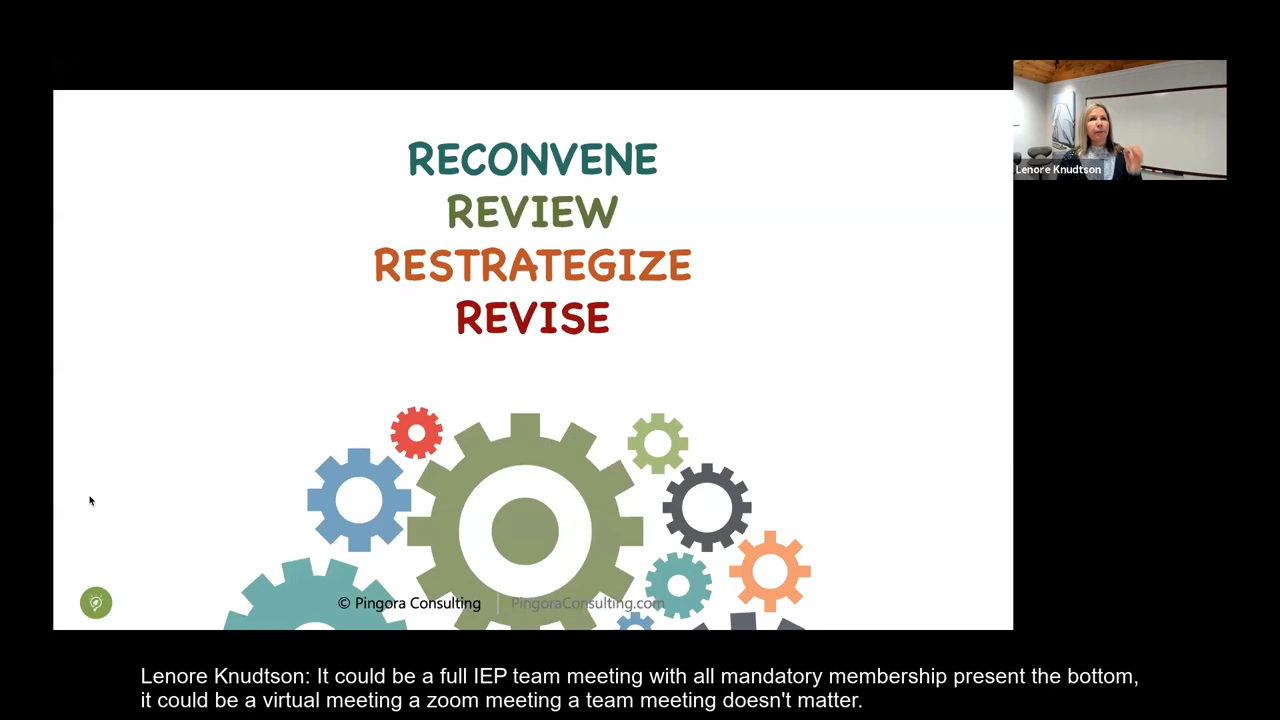 RECONVENE
REVIEW
RESTRATEGIZE
REVISE
Lenore Knudtson
© Pingora Consulting
PingoraConsulting.com
Lenore Knudtson: It could be a full IEP team meeting with all mandatory membership present the bottom,
it could be a virtual meeting a zoom meeting a team meeting doesn't matter.